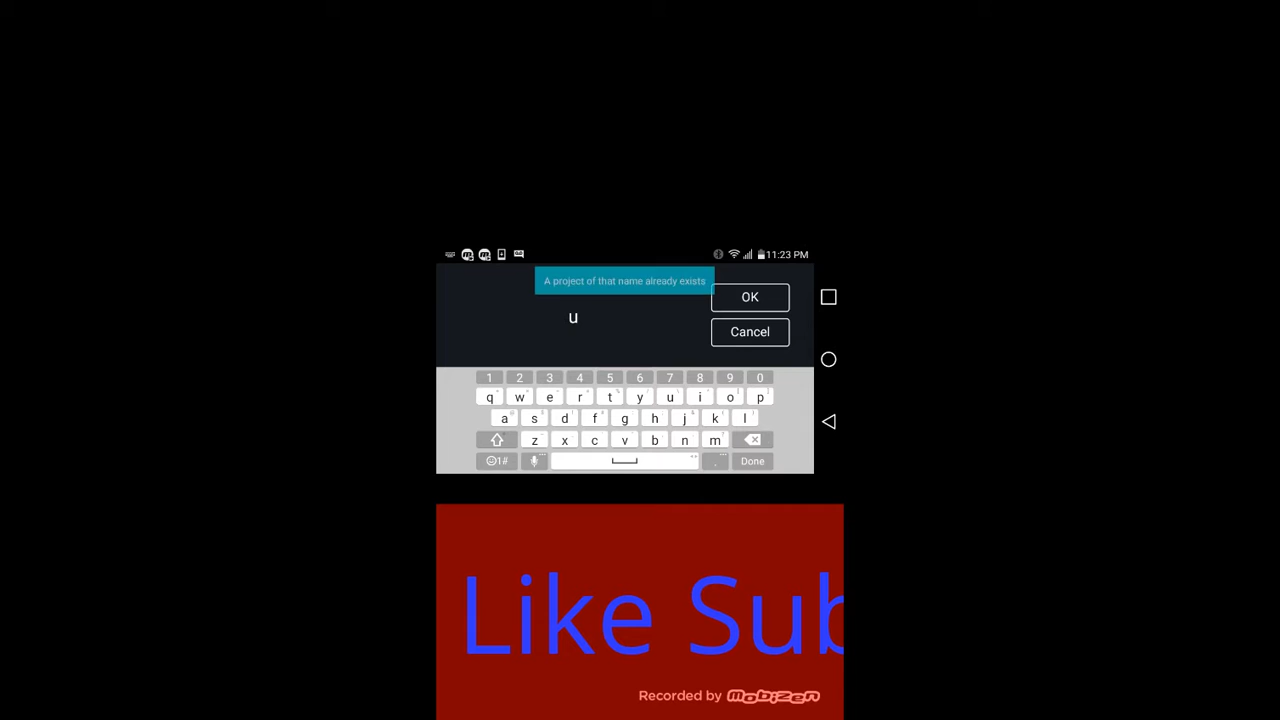 11:23 PM
A project of that name already exists
OK
u
Cancel
1 2 3 4 5 6 7 8 9 0
q w e r t y u i o p
a s d f g h j k l
z x c v b n m
1# . Done
Like Sub
Recorded by Mobizen